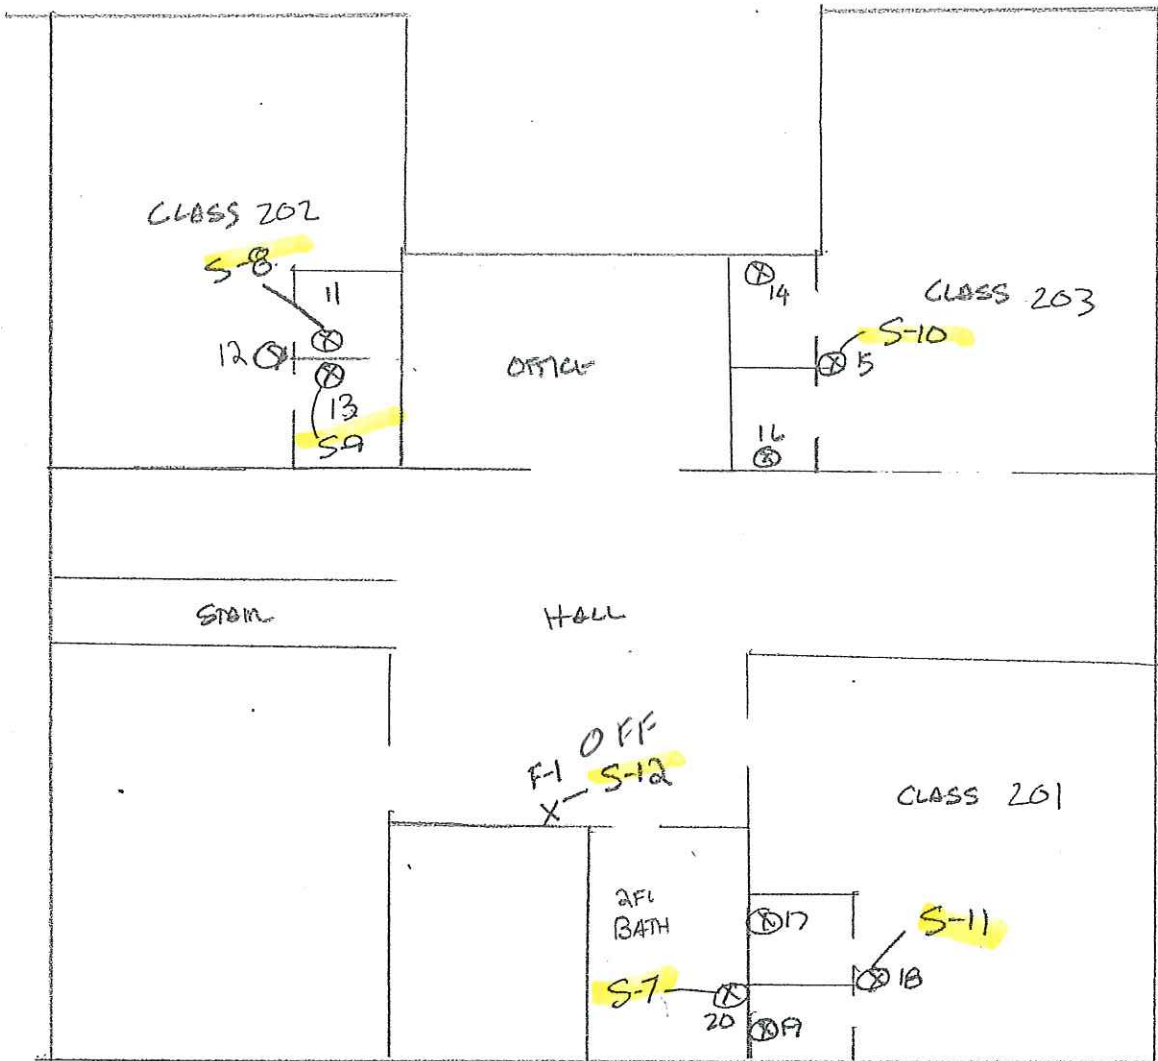 CLASS 202
S-8
11
12
13
S-9
OFFICE
14
CLASS 203
S-10
15
16
STAIR
HALL
OFF
F-1 S-12
CLASS 201
2FL
BATH
17
S-11
18
S-7
20
19